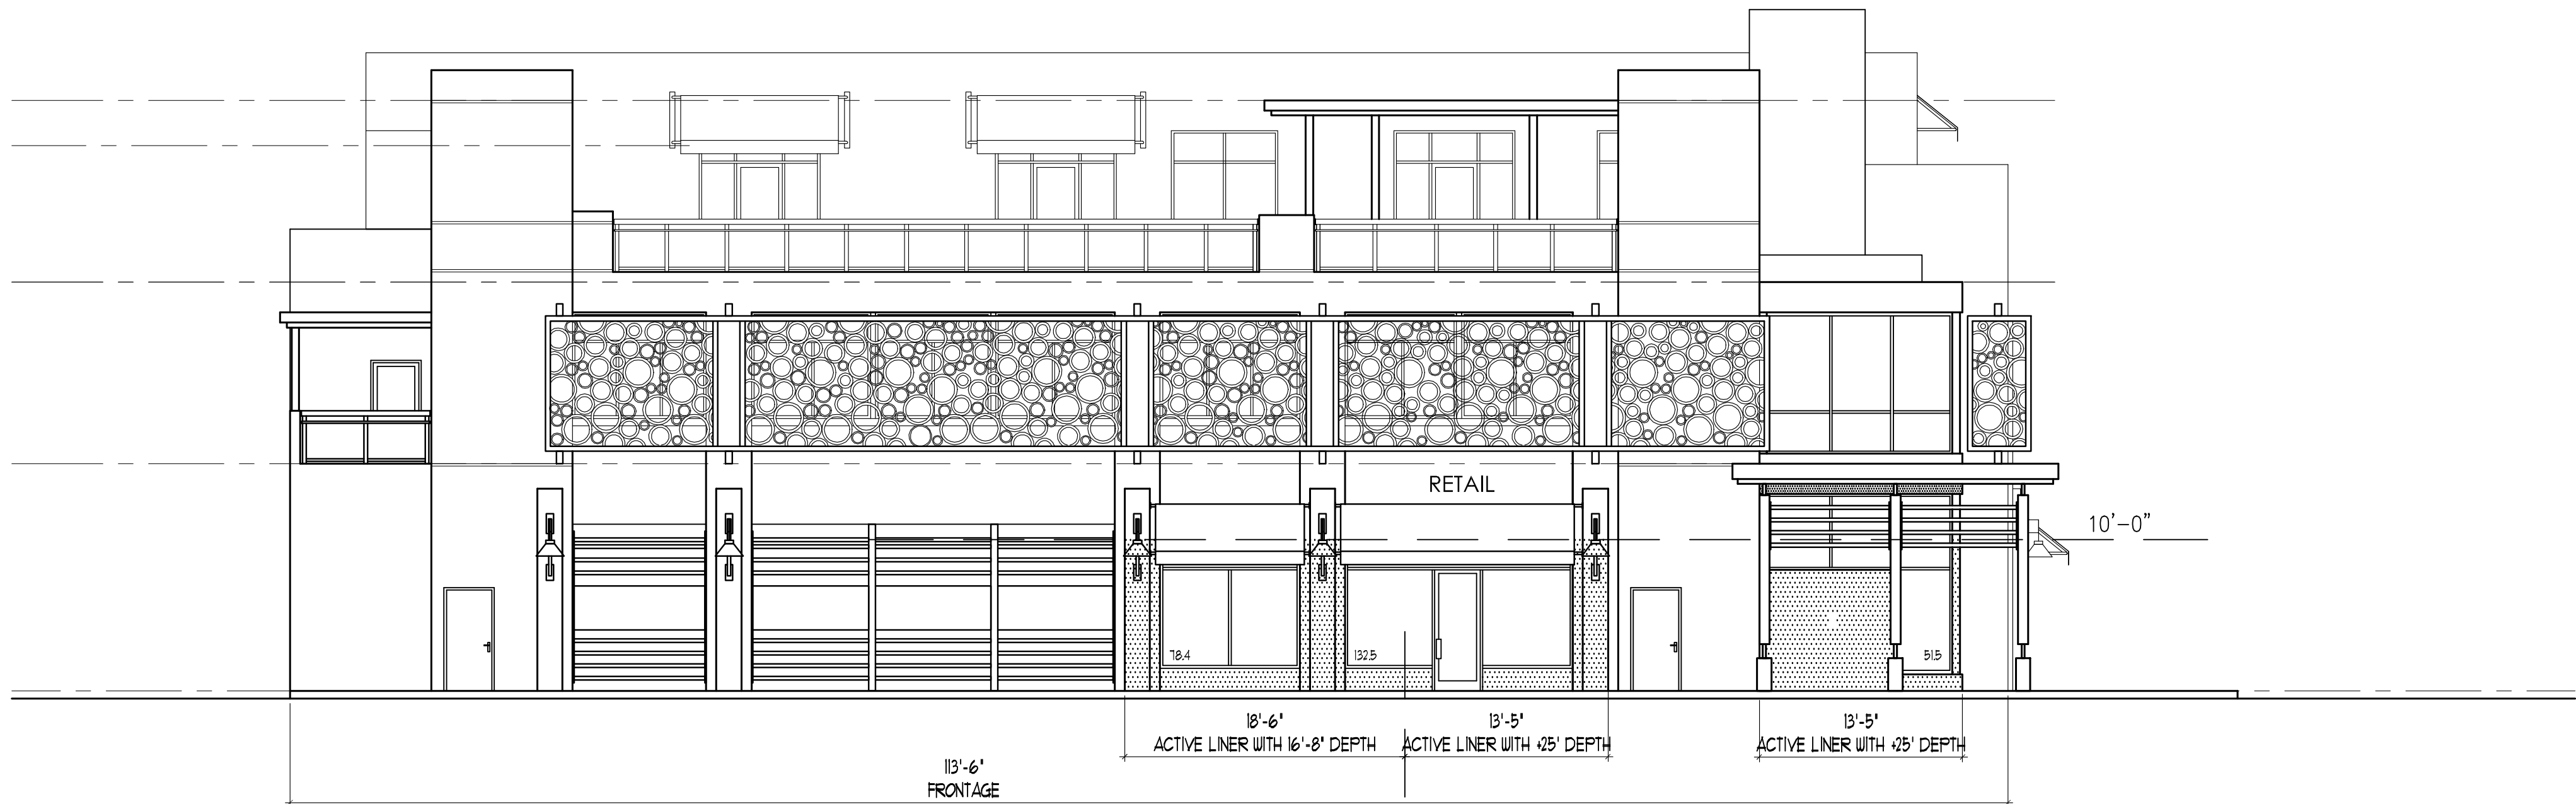 RETAIL
10'-0"
78.4
132.5
51.5
18'-6"
ACTIVE LINER WITH 16'-8" DEPTH
13'-5"
ACTIVE LINER WITH +25' DEPTH
13'-5"
ACTIVE LINER WITH +25' DEPTH
113'-6"
FRONTAGE